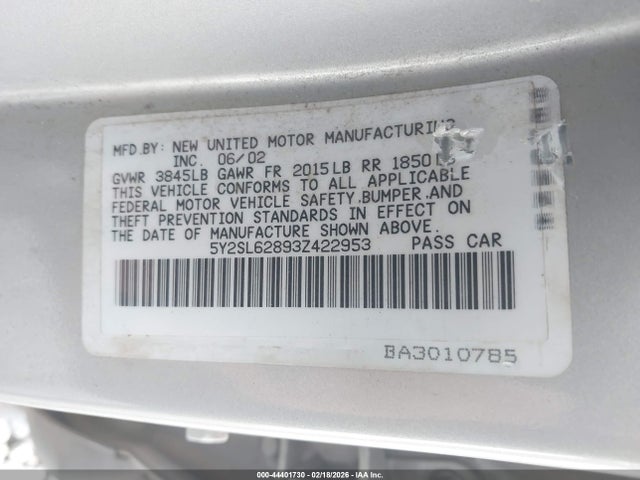 MFD.BY: NEW UNITED MOTOR MANUFACTURING
INC. 06/02
GVWR 3845LB GAWR FR 2015LB RR 1850LB
THIS VEHICLE CONFORMS TO ALL APPLICABLE
FEDERAL MOTOR VEHICLE SAFETY,BUMPER,AND
THEFT PREVENTION STANDARDS IN EFFECT ON
THE DATE OF MANUFACTURE SHOWN ABOVE.
5Y2SL62893Z422953 PASS CAR
BA3010785
000-44401730 - 02/18/2026 - IAAI Inc.